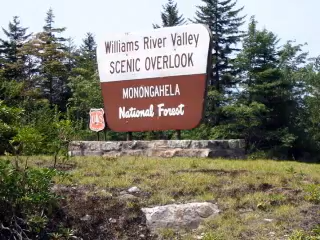 Williams River Valley
SCENIC OVERLOOK
MONONGAHELA
National Forest